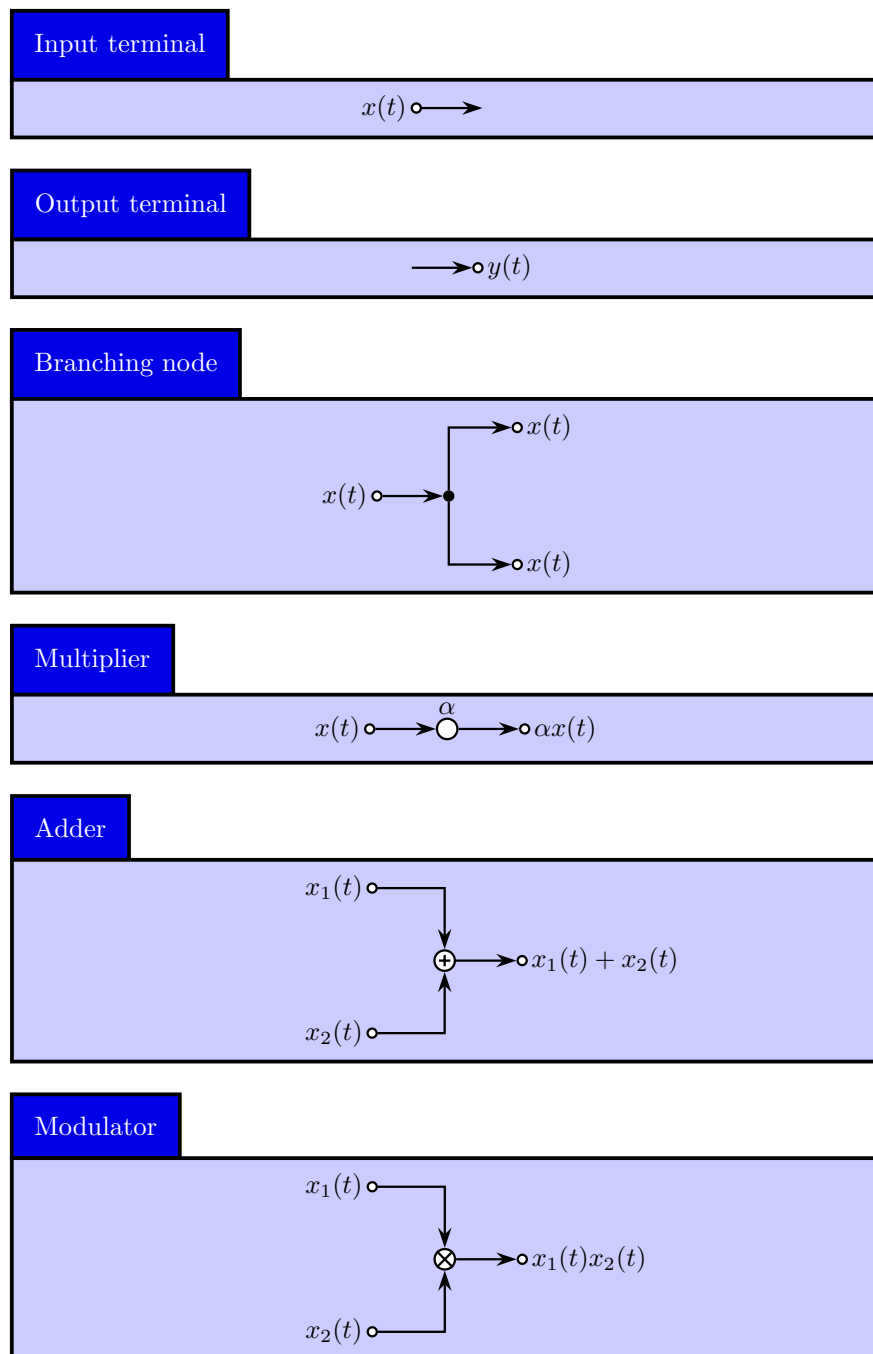 Input terminal
x(t)
Output terminal
y(t)
Branching node
x(t)
x(t)
x(t)
Multiplier
α
x(t) αx(t)
Adder
x₁(t)
+
x₁(t) + x₂(t)
x₂(t)
Modulator
x₁(t)
×
x₁(t)x₂(t)
x₂(t)